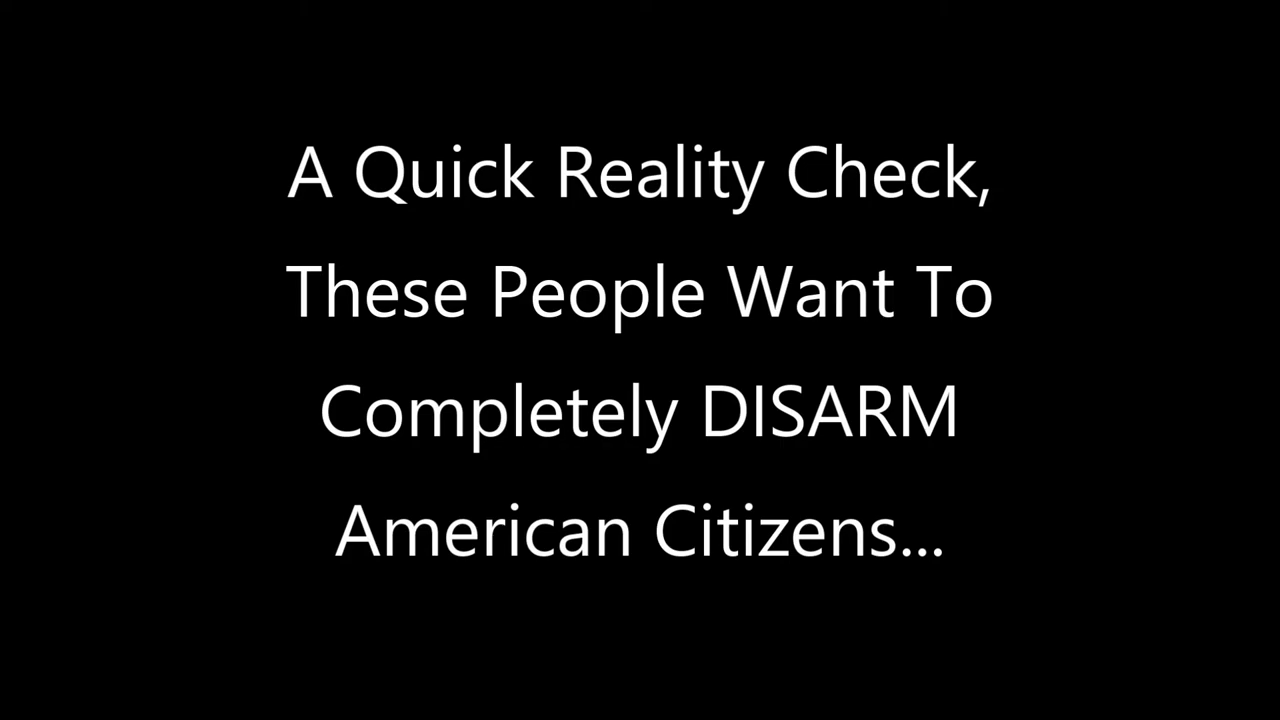 A Quick Reality Check,
These People Want To
Completely DISARM
American Citizens...